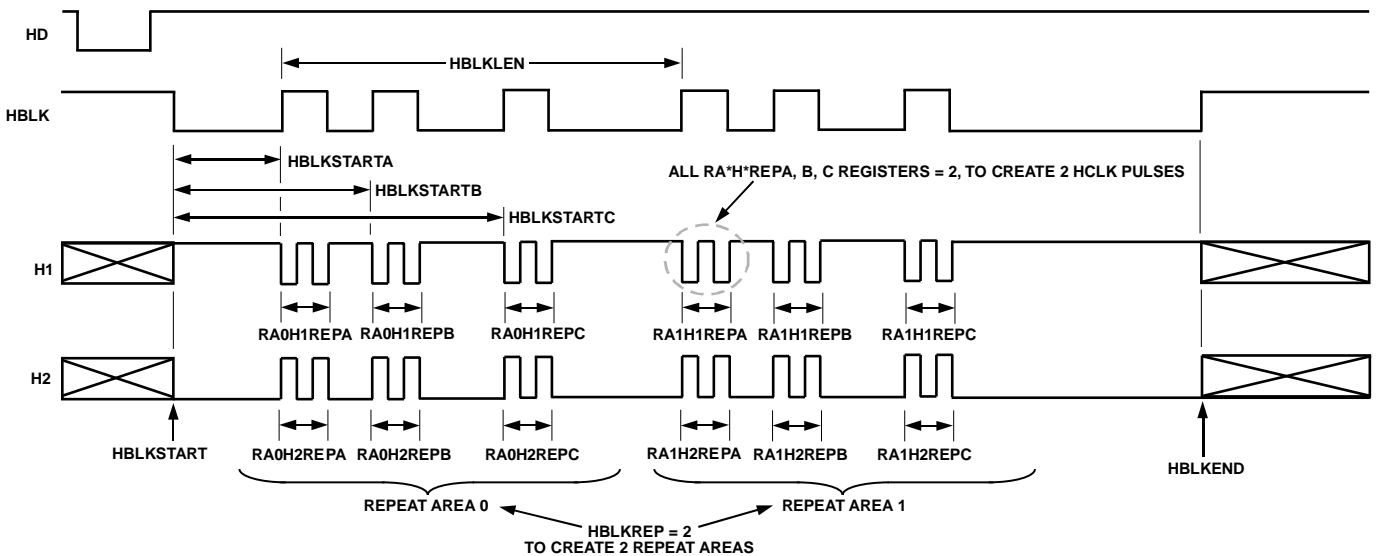 HD
HBLKLEN
HBLK
HBLKSTARTA
ALL RA*H*REPA, B, C REGISTERS = 2, TO CREATE 2 HCLK PULSES
HBLKSTARTB
HBLKSTARTC
H1
RA0H1REPA RA0H1REPB RA0H1REPC RA1H1REPA RA1H1REPB RA1H1REPC
H2
HBLKSTART RA0H2REPA RA0H2REPB RA0H2REPC RA1H2REPA RA1H2REPB RA1H2REPC
HBLKEND
REPEAT AREA 0 REPEAT AREA 1
HBLKREP = 2
TO CREATE 2 REPEAT AREAS